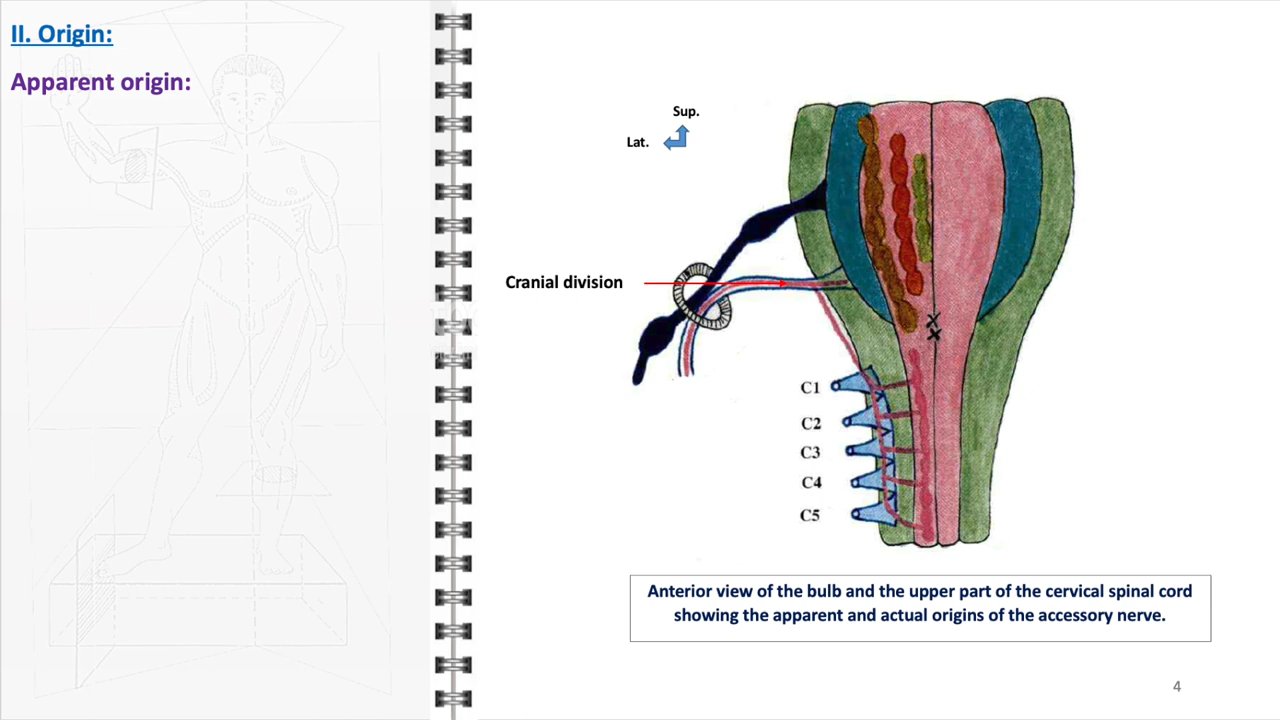 II. Origin:
Apparent origin:
Sup.
Lat.
Cranial division
C1
C2
C3
C4
C5
Anterior view of the bulb and the upper part of the cervical spinal cord
showing the apparent and actual origins of the accessory nerve.
4